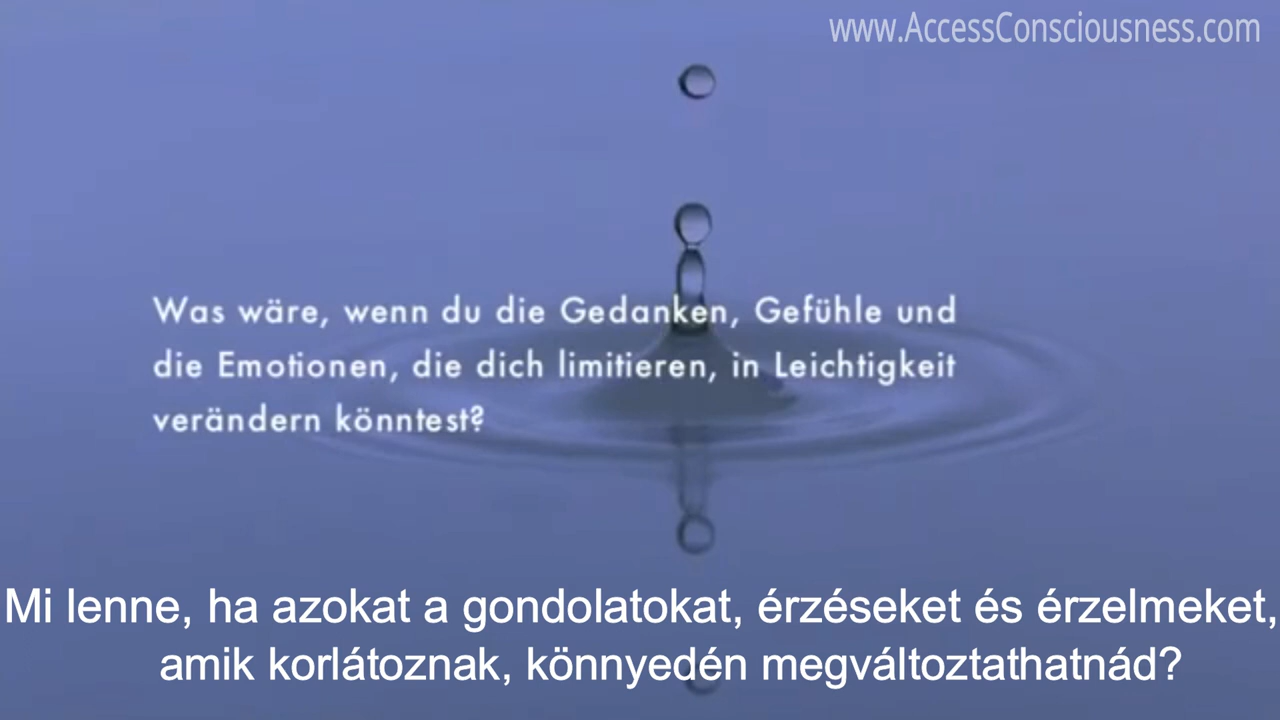 www.AccessConsciousness.com
Was wäre, wenn du die Gedanken, Gefühle und
die Emotionen, die dich limitieren, in Leichtigkeit
verändern könntest?
Mi lenne, ha azokat a gondolatokat, érzéseket és érzelmeket,
amik korlátoznak, könnyedén megváltoztathatnád?